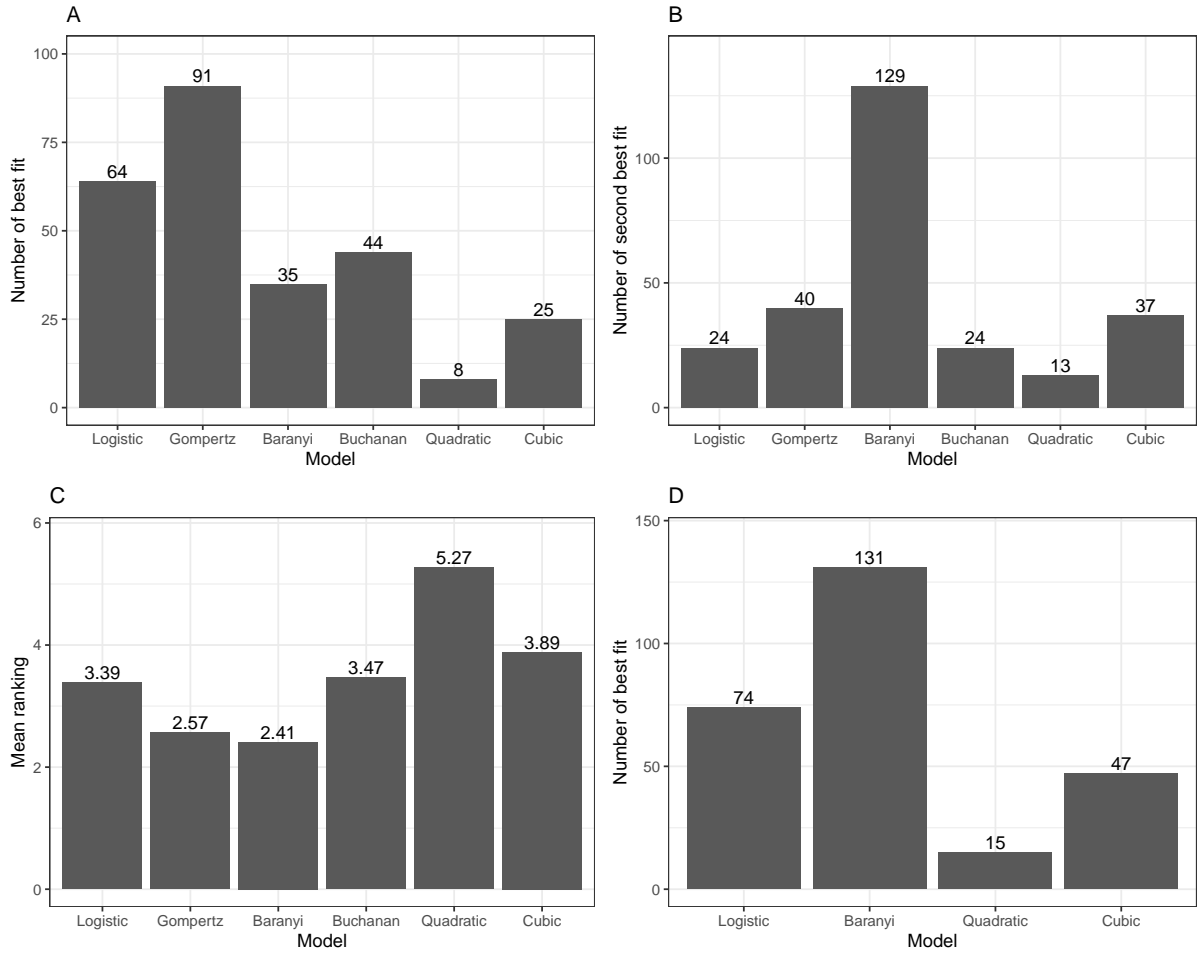 A
Number of best fit
100
75
50
25
0
64
91
35
44
8
25
Logistic Gompertz Baranyi Buchanan Quadratic Cubic
Model
B
Number of second best fit
100
50
0
24
40
129
24
13
37
Logistic Gompertz Baranyi Buchanan Quadratic Cubic
Model
C
Mean ranking
6
4
2
0
3.39
2.57
2.41
3.47
5.27
3.89
Logistic Gompertz Baranyi Buchanan Quadratic Cubic
Model
D
Number of best fit
150
100
50
0
74
131
15
47
Logistic Baranyi Quadratic Cubic
Model